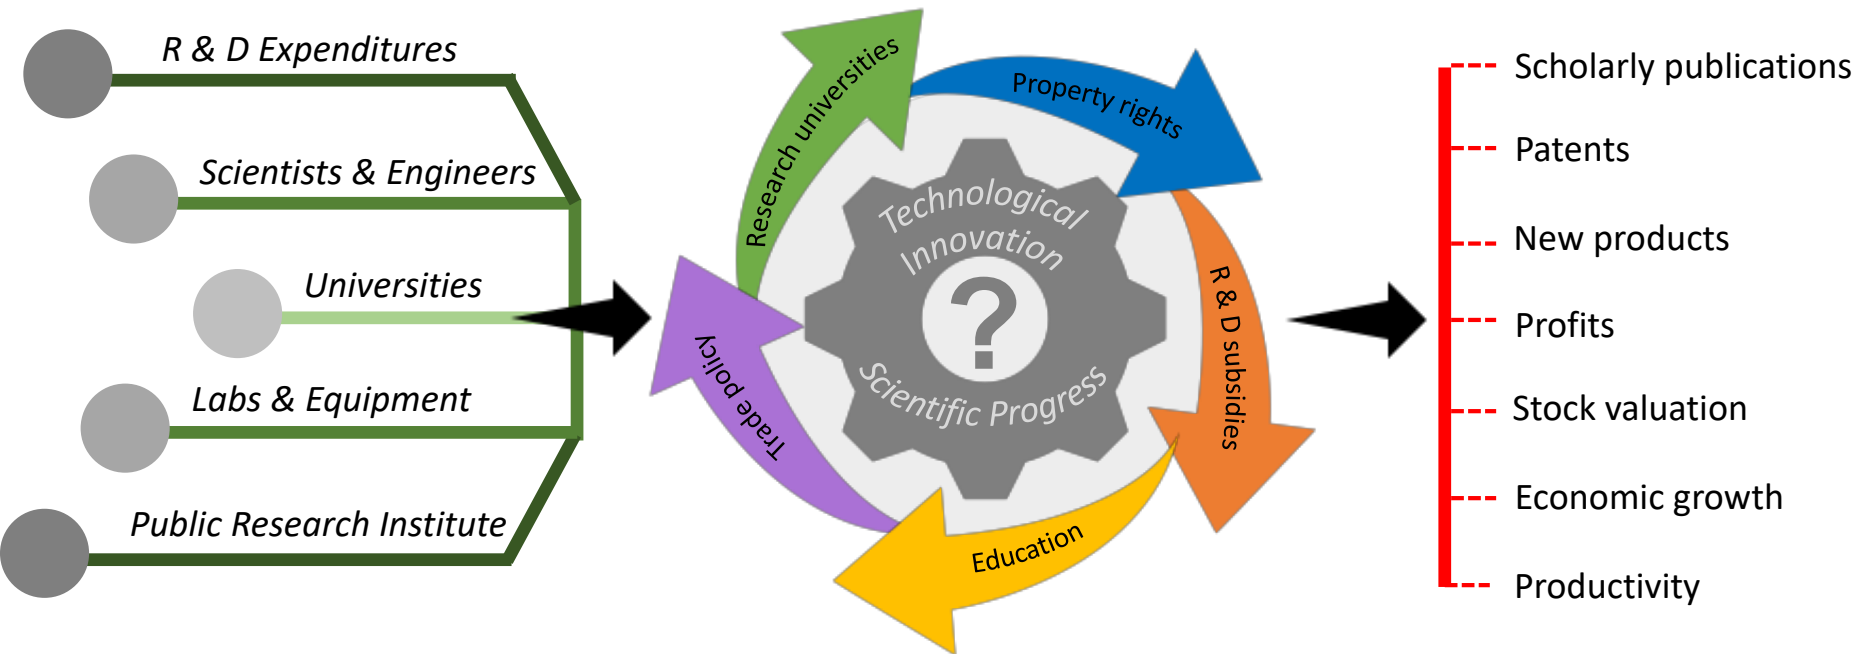 R & D Expenditures
Scientists & Engineers
Universities
Labs & Equipment
Public Research Institute
Research universities
Property rights
R & D subsidies
Education
Trade policy
Technological
Innovation
?
Scientific Progress
Scholarly publications
Patents
New products
Profits
Stock valuation
Economic growth
Productivity